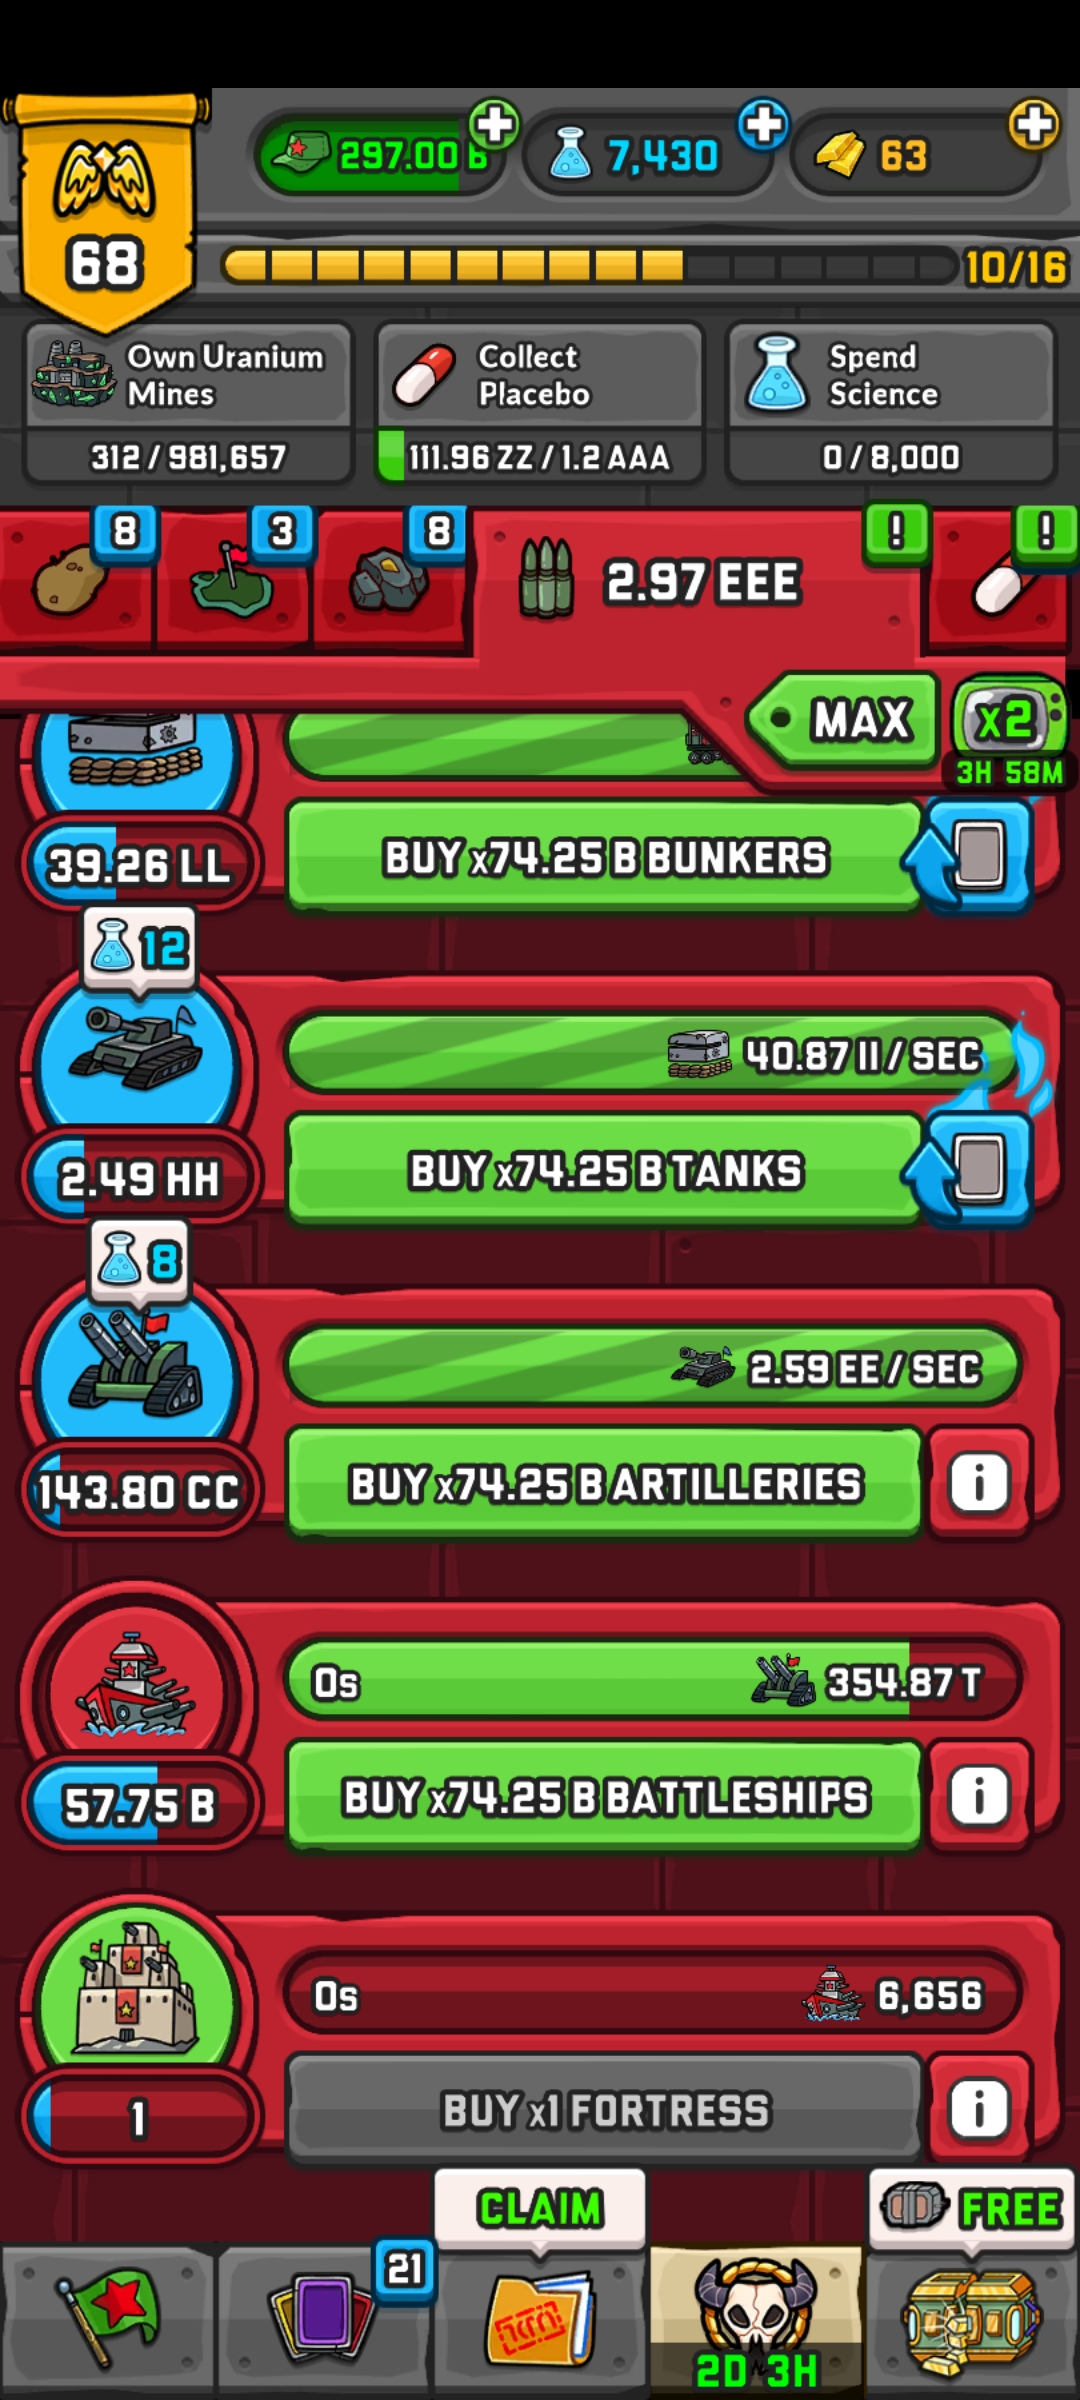 297.00 B
7,430
63
68
10/16
Own Uranium
Mines
312 / 981,657
Collect
Placebo
111.96 ZZ / 1.2 AAA
Spend
Science
0 / 8,000
8
3
8
2.97 EEE
!
!
MAX
x2
3H 58M
39.26 LL
BUY x74.25 B BUNKERS
12
40.87 II / SEC
2.49 HH
BUY x74.25 B TANKS
8
2.59 EE / SEC
143.80 CC
BUY x74.25 B ARTILLERIES
i
0s
354.87 T
57.75 B
BUY x74.25 B BATTLESHIPS
i
0s
6,656
1
BUY x1 FORTRESS
i
CLAIM
FREE
21
2D 3H